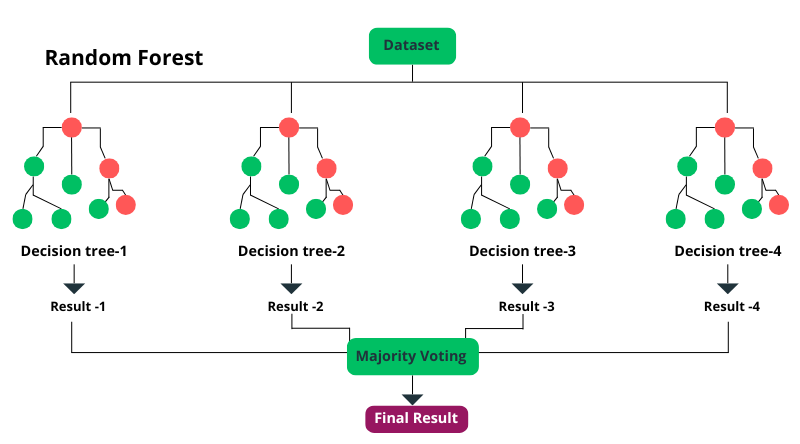 Dataset
Random Forest
Decision tree-1
Decision tree-2
Decision tree-3
Decision tree-4
Result -1
Result -2
Result -3
Result -4
Majority Voting
Final Result